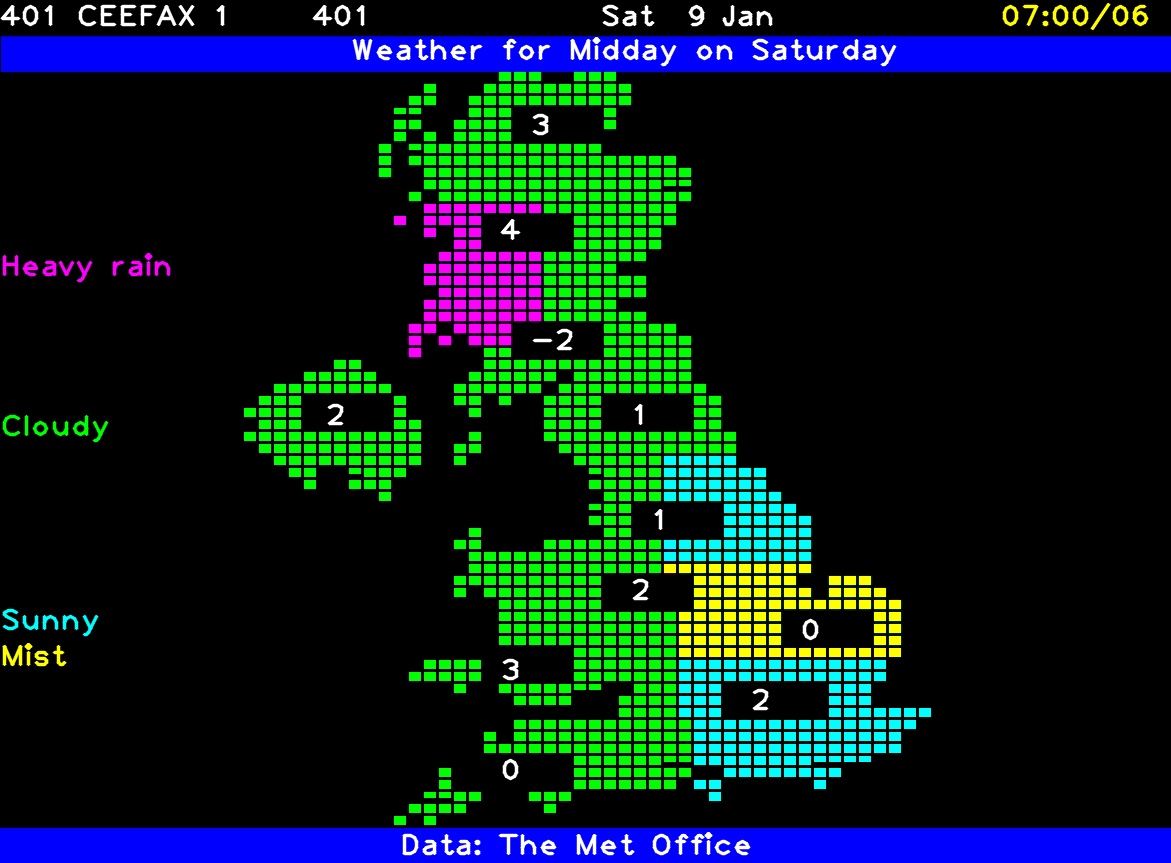 401 CEEFAX 1 401 Sat 9 Jan 07:00/06
Weather for Midday on Saturday
3
4
Heavy rain
-2
2 1
Cloudy
1
2
Sunny
0
Mist
3
2
0
Data: The Met Office